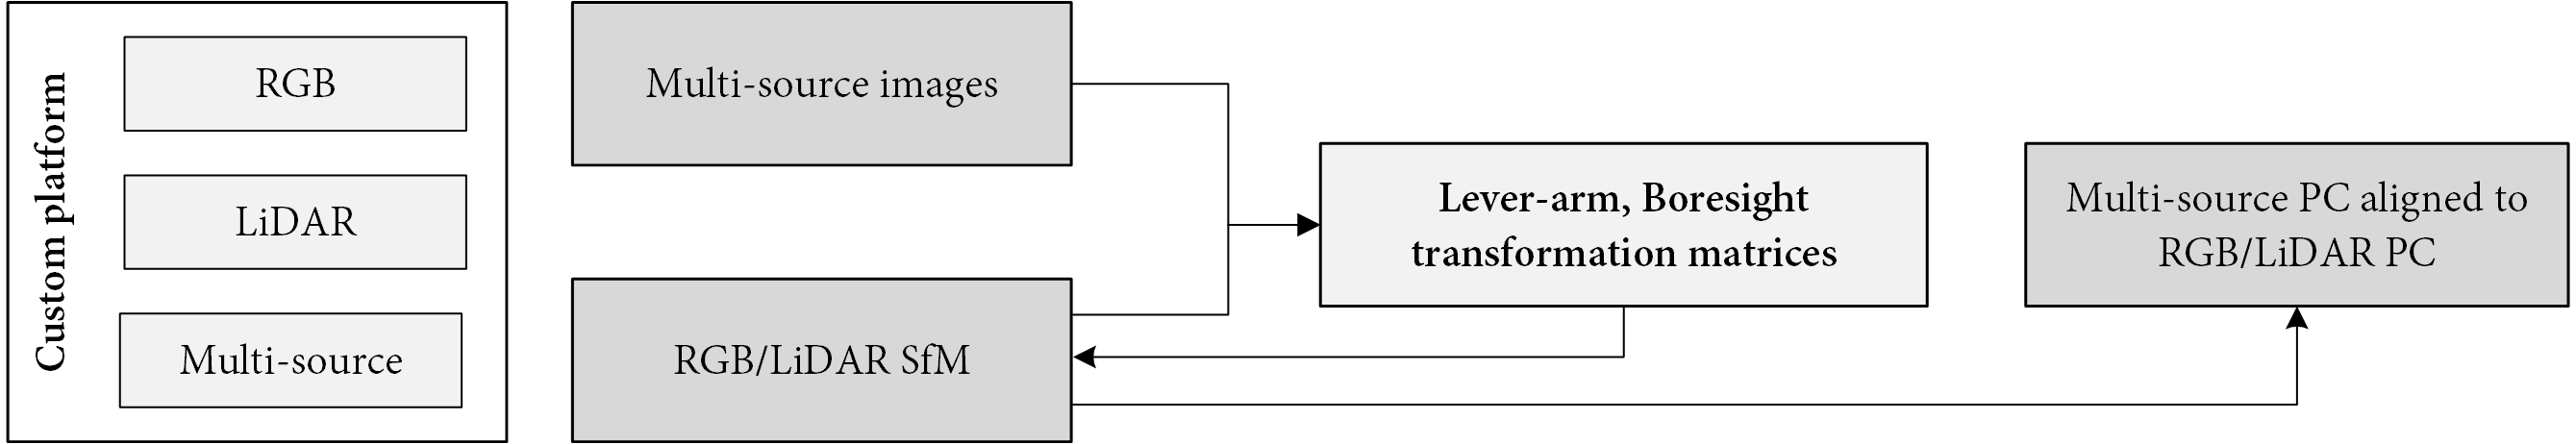 Custom platform
RGB
LiDAR
Multi-source
Multi-source images
RGB/LiDAR SfM
Lever-arm, Boresight
transformation matrices
Multi-source PC aligned to
RGB/LiDAR PC